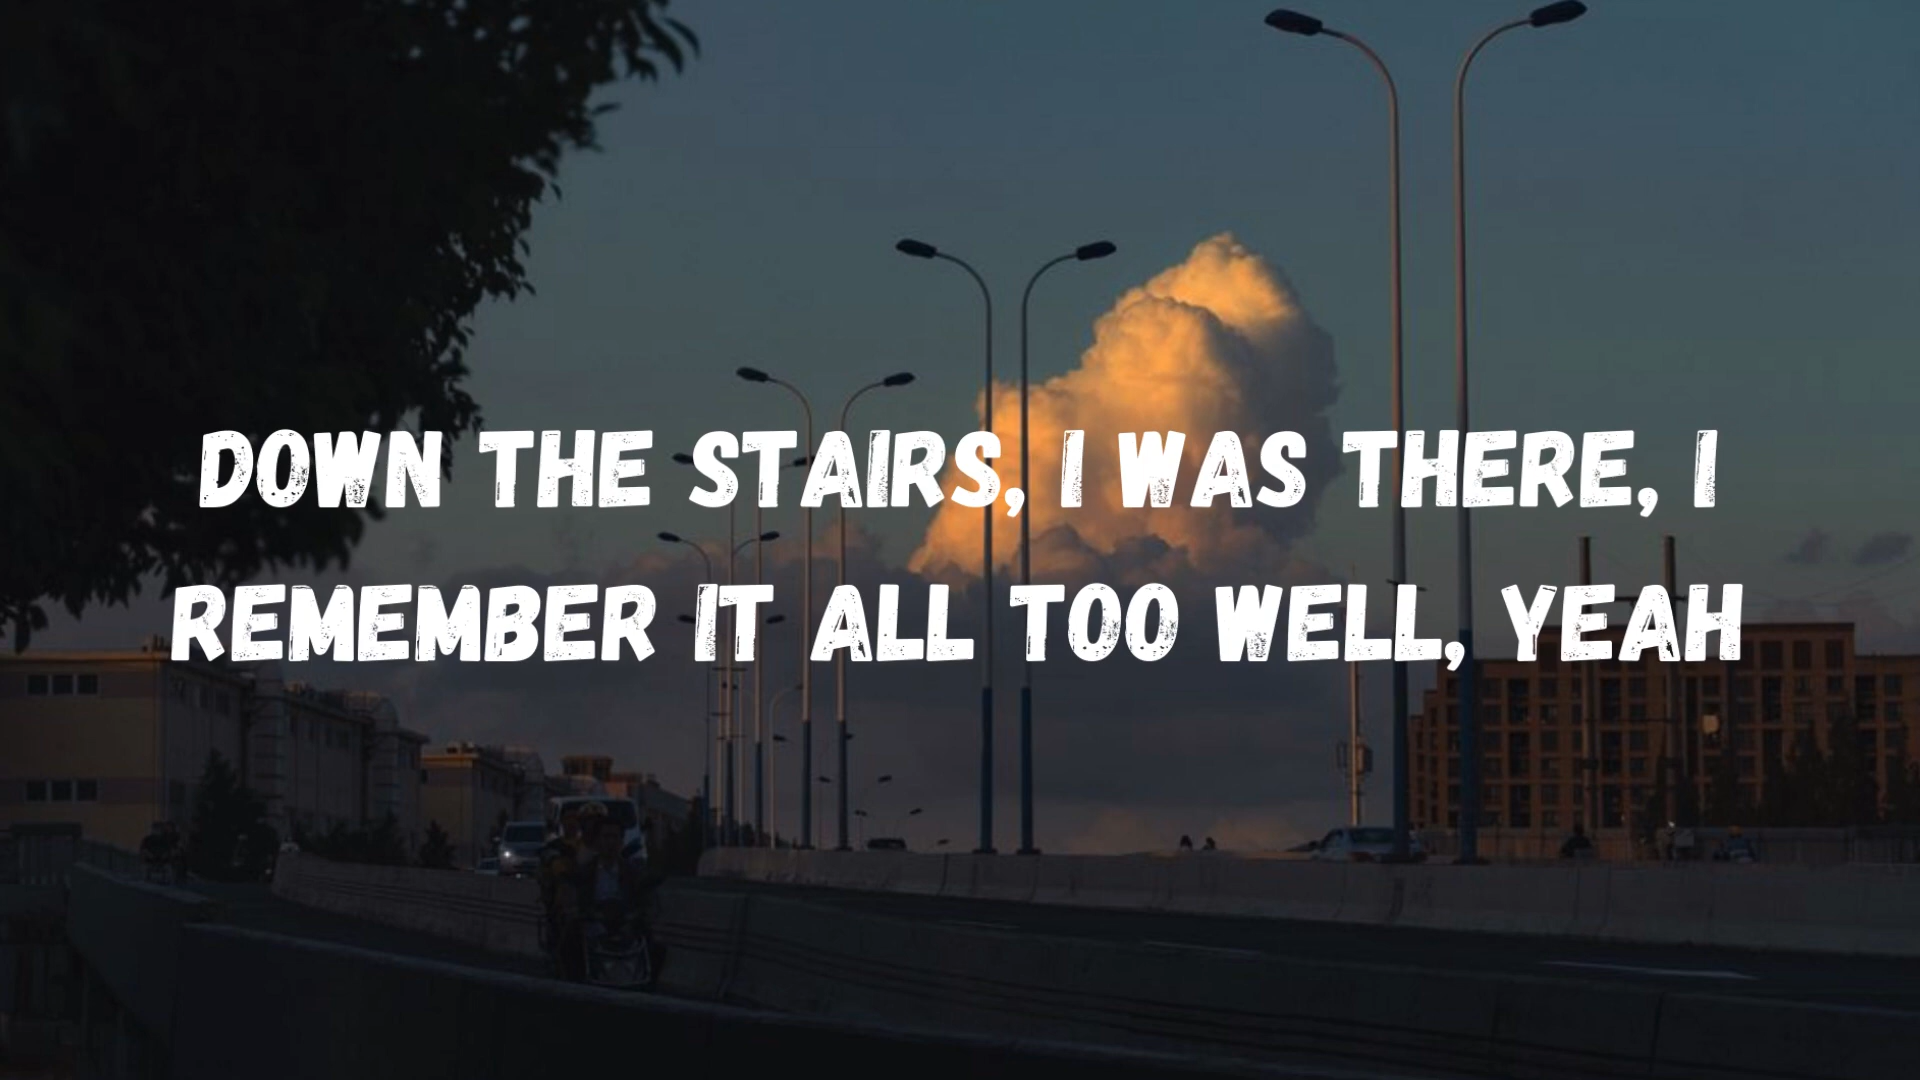 DOWN THE STAIRS, I WAS THERE, I
REMEMBER IT ALL TOO WELL, YEAH